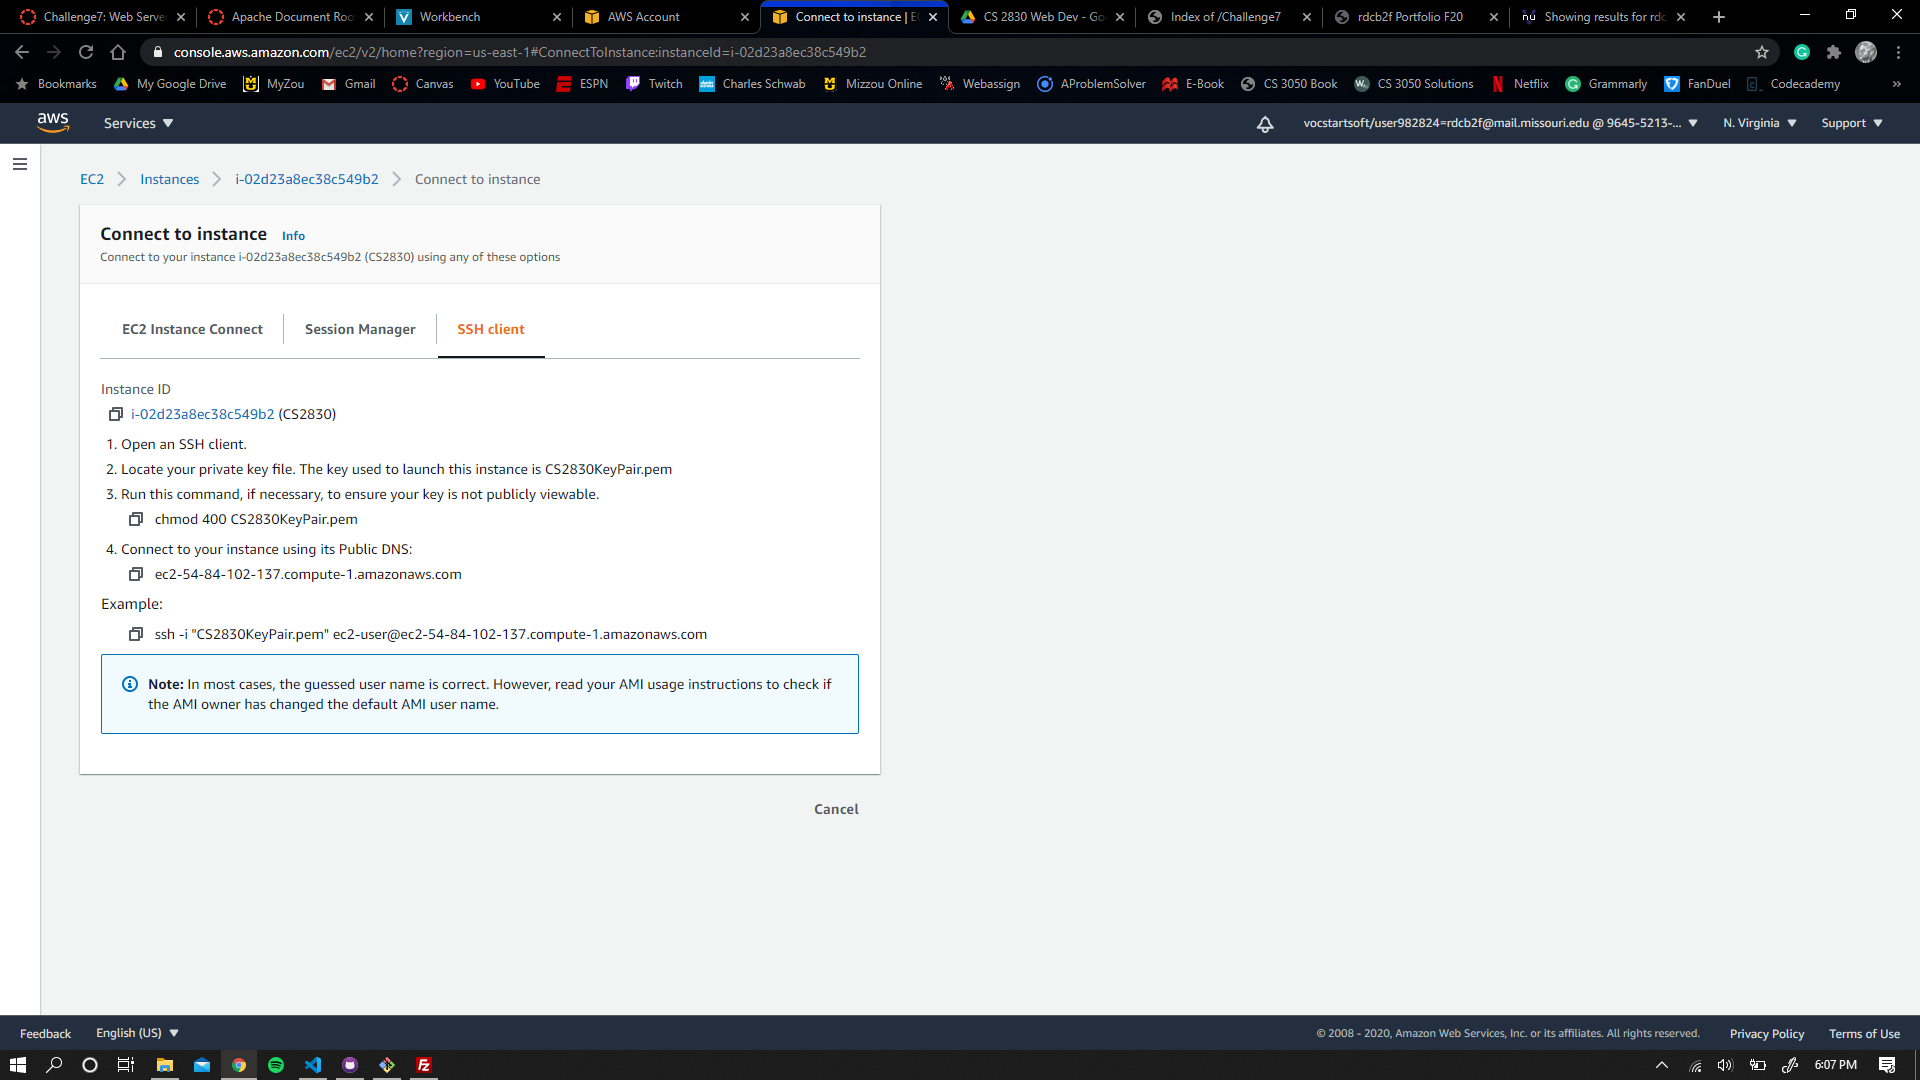 Challenge7: Web Serve
Apache Document Roo
Workbench
AWS Account
Connect to instance | E
CS 2830 Web Dev - Go
Index of /Challenge7
rdcb2f Portfolio F20
Showing results for rdc
console.aws.amazon.com/ec2/v2/home?region=us-east-1#ConnectToInstance:instanceId=i-02d23a8ec38c549b2
Bookmarks My Google Drive MyZou Gmail Canvas YouTube ESPN Twitch Charles Schwab Mizzou Online Webassign AProblemSolver E-Book CS 3050 Book CS 3050 Solutions Netflix Grammarly FanDuel Codecademy »
aws Services vocstartsoft/user982824=rdcb2f@mail.missouri.edu @ 9645-5213-... N. Virginia Support
EC2 Instances i-02d23a8ec38c549b2 Connect to instance
Connect to instance Info
Connect to your instance i-02d23a8ec38c549b2 (CS2830) using any of these options
EC2 Instance Connect Session Manager SSH client
Instance ID
i-02d23a8ec38c549b2 (CS2830)
1. Open an SSH client.
2. Locate your private key file. The key used to launch this instance is CS2830KeyPair.pem
3. Run this command, if necessary, to ensure your key is not publicly viewable.
chmod 400 CS2830KeyPair.pem
4. Connect to your instance using its Public DNS:
ec2-54-84-102-137.compute-1.amazonaws.com
Example:
ssh -i "CS2830KeyPair.pem" ec2-user@ec2-54-84-102-137.compute-1.amazonaws.com
Note: In most cases, the guessed user name is correct. However, read your AMI usage instructions to check if
the AMI owner has changed the default AMI user name.
Cancel
Feedback English (US) © 2008 - 2020, Amazon Web Services, Inc. or its affiliates. All rights reserved. Privacy Policy Terms of Use
6:07 PM